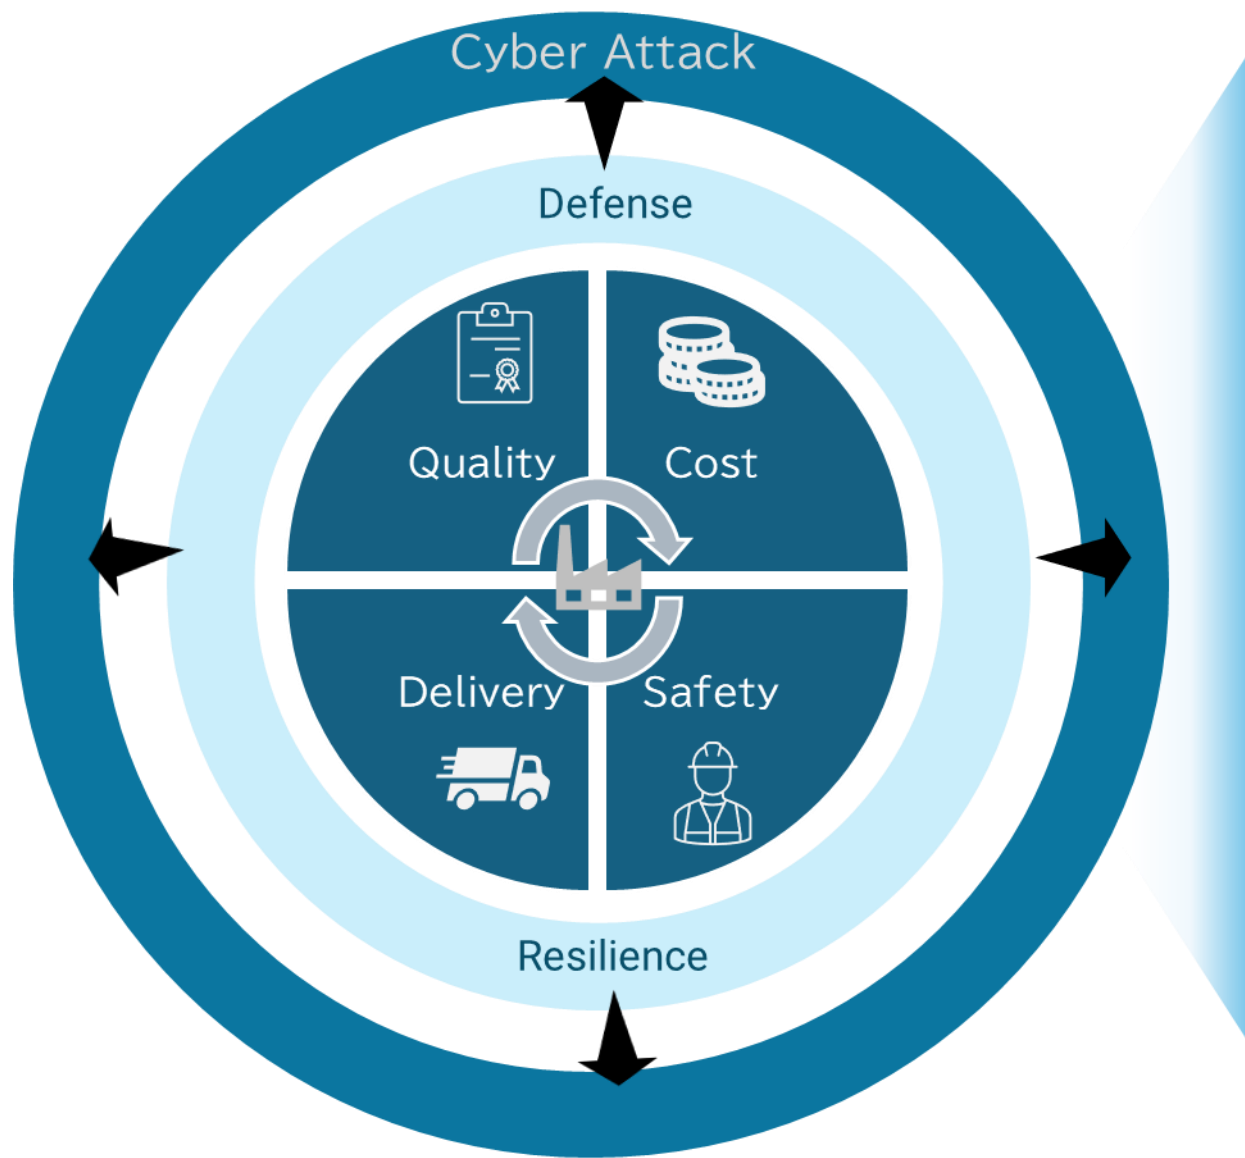 Cyber Attack
Defense
Quality
Cost
Delivery
Safety
Resilience